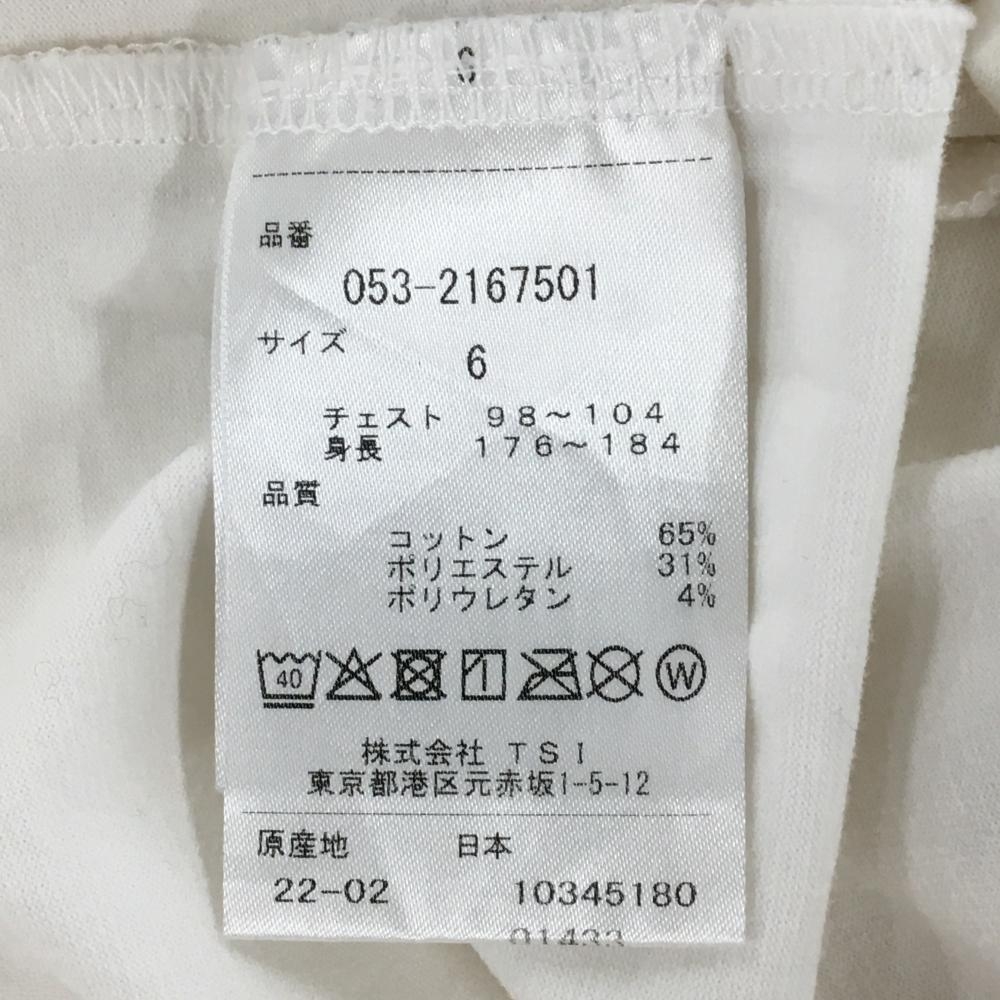 品番
053-2167501
サイズ
6
チェスト 98～104
身長 176～184
品質
コットン 65%
ポリエステル 31%
ポリウレタン 4%
40 W
株式会社 TSI
東京都港区元赤坂1-5-12
原産地 日本
22-02 10345180